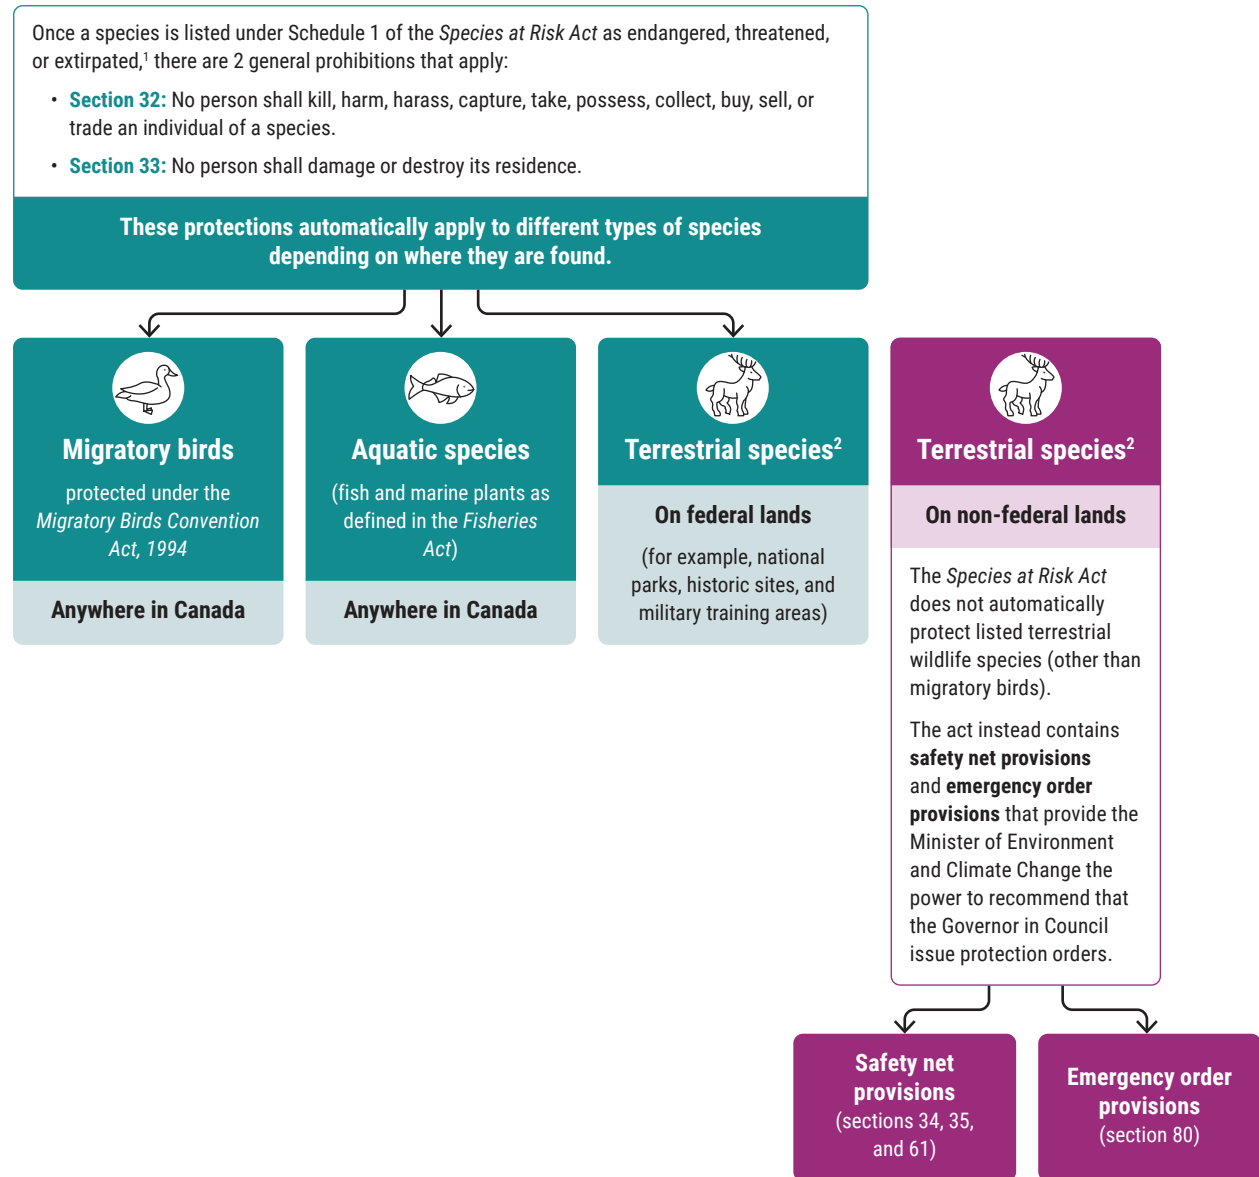 Once a species is listed under Schedule 1 of the Species at Risk Act as endangered, threatened,
or extirpated,¹ there are 2 general prohibitions that apply:
• Section 32: No person shall kill, harm, harass, capture, take, possess, collect, buy, sell, or
trade an individual of a species.
• Section 33: No person shall damage or destroy its residence.
These protections automatically apply to different types of species
depending on where they are found.
Migratory birds
protected under the
Migratory Birds Convention
Act, 1994
Anywhere in Canada
Aquatic species
(fish and marine plants as
defined in the Fisheries
Act)
Anywhere in Canada
Terrestrial species²
On federal lands
(for example, national
parks, historic sites, and
military training areas)
Terrestrial species²
On non-federal lands
The Species at Risk Act
does not automatically
protect listed terrestrial
wildlife species (other than
migratory birds).
The act instead contains
safety net provisions
and emergency order
provisions that provide the
Minister of Environment
and Climate Change the
power to recommend that
the Governor in Council
issue protection orders.
Safety net
provisions
(sections 34, 35,
and 61)
Emergency order
provisions
(section 80)